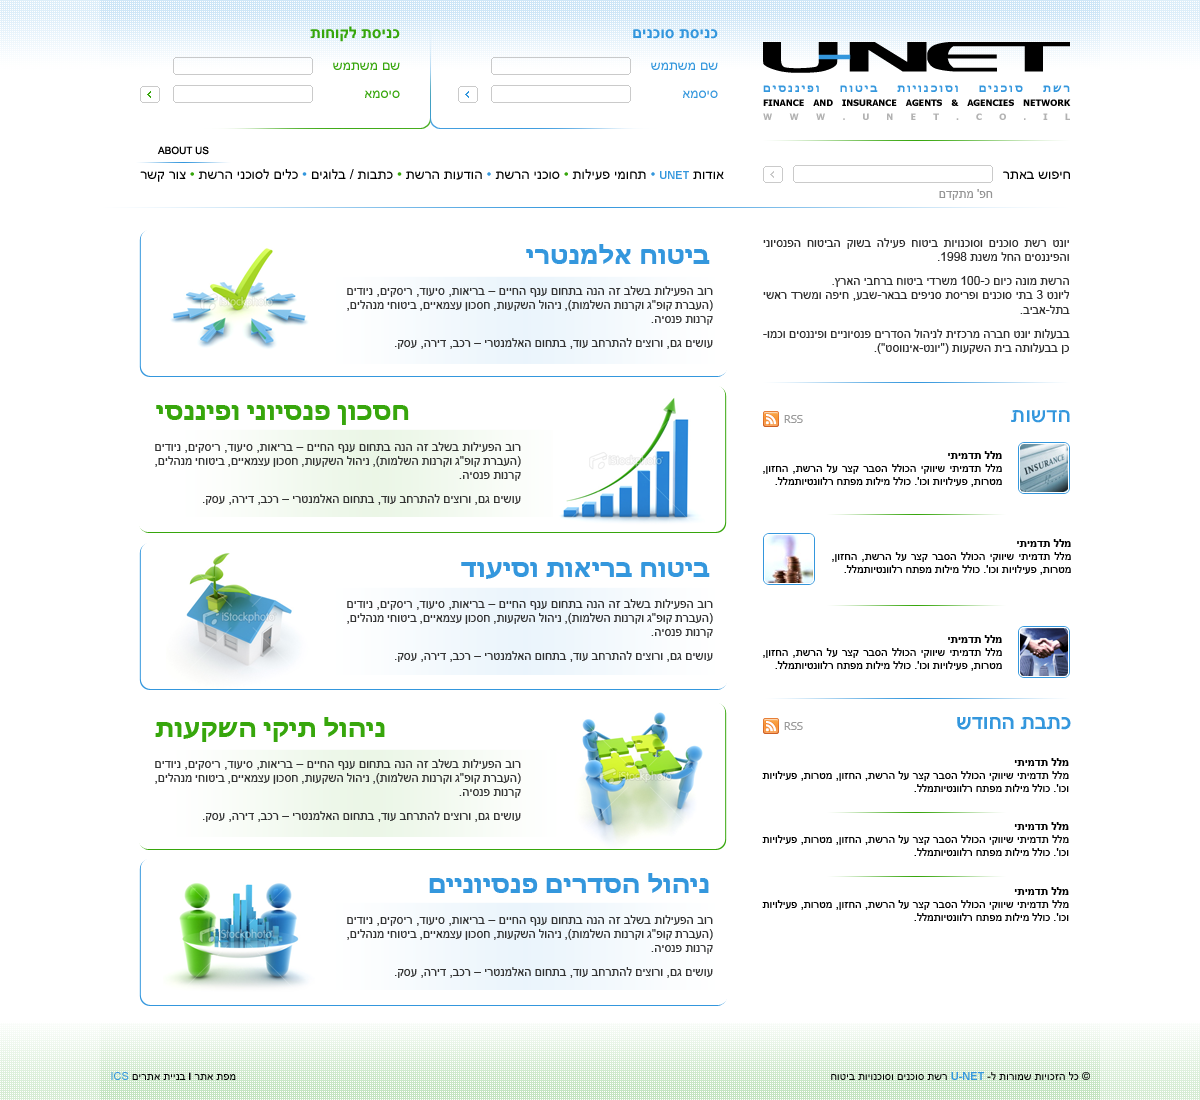 UNET
רשת סוכנים וסוכנויות ביטוח ופיננסים
FINANCE AND INSURANCE AGENTS & AGENCIES NETWORK
WWW.UNET.CO.IL
כניסת סוכנים
שם משתמש
סיסמא
כניסת לקוחות
שם משתמש
סיסמא
ABOUT US
חיפוש באתר
חפ' מתקדם
אודות UNET • תחומי פעילות • סוכני הרשת • הודעות הרשת • כתבות / בלוגים • כלים לסוכני הרשת • צור קשר
יונט רשת סוכנים וסוכנויות ביטוח פעילה בשוק הביטוח הפנסיוני
והפיננסים החל משנת 1998.
הרשת מונה כיום כ-100 משרדי ביטוח ברחבי הארץ.
ליונט 3 בתי סוכנים ופריסת סניפים בבאר-שבע, חיפה ומשרד ראשי
בתל-אביב.
בבעלות יונט חברה מרכזית לניהול הסדרים פנסיוניים ופיננסים וכמו-
כן בבעלותה בית השקעות ("יונט-אינווסט").
חדשות
RSS
INSURANCE
מלל תדמיתי
מלל תדמיתי שיווקי הכולל הסבר קצר על הרשת, החזון,
מטרות, פעילויות וכו'. כולל מילות מפתח רלוונטיותמלל.
מלל תדמיתי
מלל תדמיתי שיווקי הכולל הסבר קצר על הרשת, החזון,
מטרות, פעילויות וכו'. כולל מילות מפתח רלוונטיותמלל.
מלל תדמיתי
מלל תדמיתי שיווקי הכולל הסבר קצר על הרשת, החזון,
מטרות, פעילויות וכו'. כולל מילות מפתח רלוונטיותמלל.
כתבת החודש
RSS
מלל תדמיתי
מלל תדמיתי שיווקי הכולל הסבר קצר על הרשת, החזון, מטרות, פעילויות
וכו'. כולל מילות מפתח רלוונטיותמלל.
מלל תדמיתי
מלל תדמיתי שיווקי הכולל הסבר קצר על הרשת, החזון, מטרות, פעילויות
וכו'. כולל מילות מפתח רלוונטיותמלל.
מלל תדמיתי
מלל תדמיתי שיווקי הכולל הסבר קצר על הרשת, החזון, מטרות, פעילויות
וכו'. כולל מילות מפתח רלוונטיותמלל.
ביטוח אלמנטרי
רוב הפעילות בשלב זה הנה בתחום ענף החיים – בריאות, סיעוד, ריסקים, ניודים
(העברת קופ"ג וקרנות השלמות), ניהול השקעות, חסכון עצמאיים, ביטוחי מנהלים,
קרנות פנסיה.
עושים גם, ורוצים להתרחב עוד, בתחום האלמנטרי – רכב, דירה, עסק.
iStockphoto
חסכון פנסיוני ופיננסי
רוב הפעילות בשלב זה הנה בתחום ענף החיים – בריאות, סיעוד, ריסקים, ניודים
(העברת קופ"ג וקרנות השלמות), ניהול השקעות, חסכון עצמאיים, ביטוחי מנהלים,
קרנות פנסיה.
עושים גם, ורוצים להתרחב עוד, בתחום האלמנטרי – רכב, דירה, עסק.
iStockphoto
ביטוח בריאות וסיעוד
רוב הפעילות בשלב זה הנה בתחום ענף החיים – בריאות, סיעוד, ריסקים, ניודים
(העברת קופ"ג וקרנות השלמות), ניהול השקעות, חסכון עצמאיים, ביטוחי מנהלים,
קרנות פנסיה.
עושים גם, ורוצים להתרחב עוד, בתחום האלמנטרי – רכב, דירה, עסק.
iStockphoto
ניהול תיקי השקעות
רוב הפעילות בשלב זה הנה בתחום ענף החיים – בריאות, סיעוד, ריסקים, ניודים
(העברת קופ"ג וקרנות השלמות), ניהול השקעות, חסכון עצמאיים, ביטוחי מנהלים,
קרנות פנסיה.
עושים גם, ורוצים להתרחב עוד, בתחום האלמנטרי – רכב, דירה, עסק.
iStockphoto
ניהול הסדרים פנסיוניים
רוב הפעילות בשלב זה הנה בתחום ענף החיים – בריאות, סיעוד, ריסקים, ניודים
(העברת קופ"ג וקרנות השלמות), ניהול השקעות, חסכון עצמאיים, ביטוחי מנהלים,
קרנות פנסיה.
עושים גם, ורוצים להתרחב עוד, בתחום האלמנטרי – רכב, דירה, עסק.
iStockphoto
© כל הזכויות שמורות ל- U-NET רשת סוכנים וסוכנויות ביטוח
מפת אתר I בניית אתרים ICS